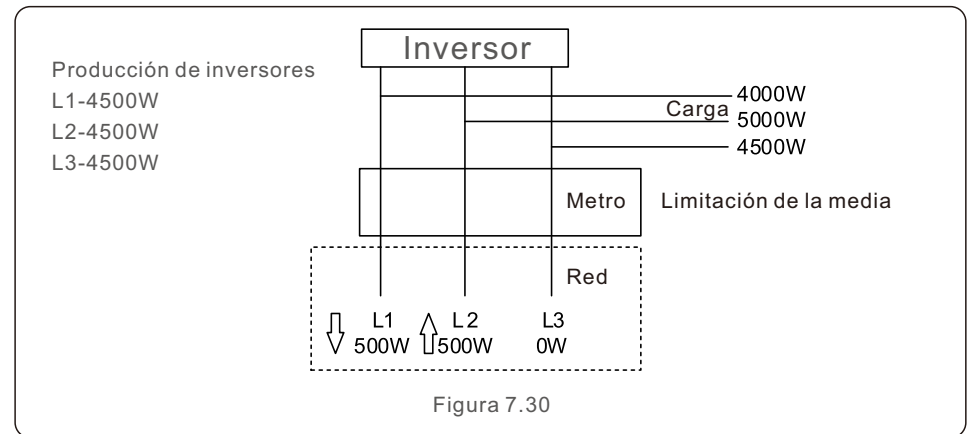 Inversor
Producción de inversores
L1-4500W
L2-4500W
L3-4500W
4000W
Carga
5000W
4500W
Metro
Limitación de la media
Red
L1
L2
L3
500W
500W
0W
Figura 7.30